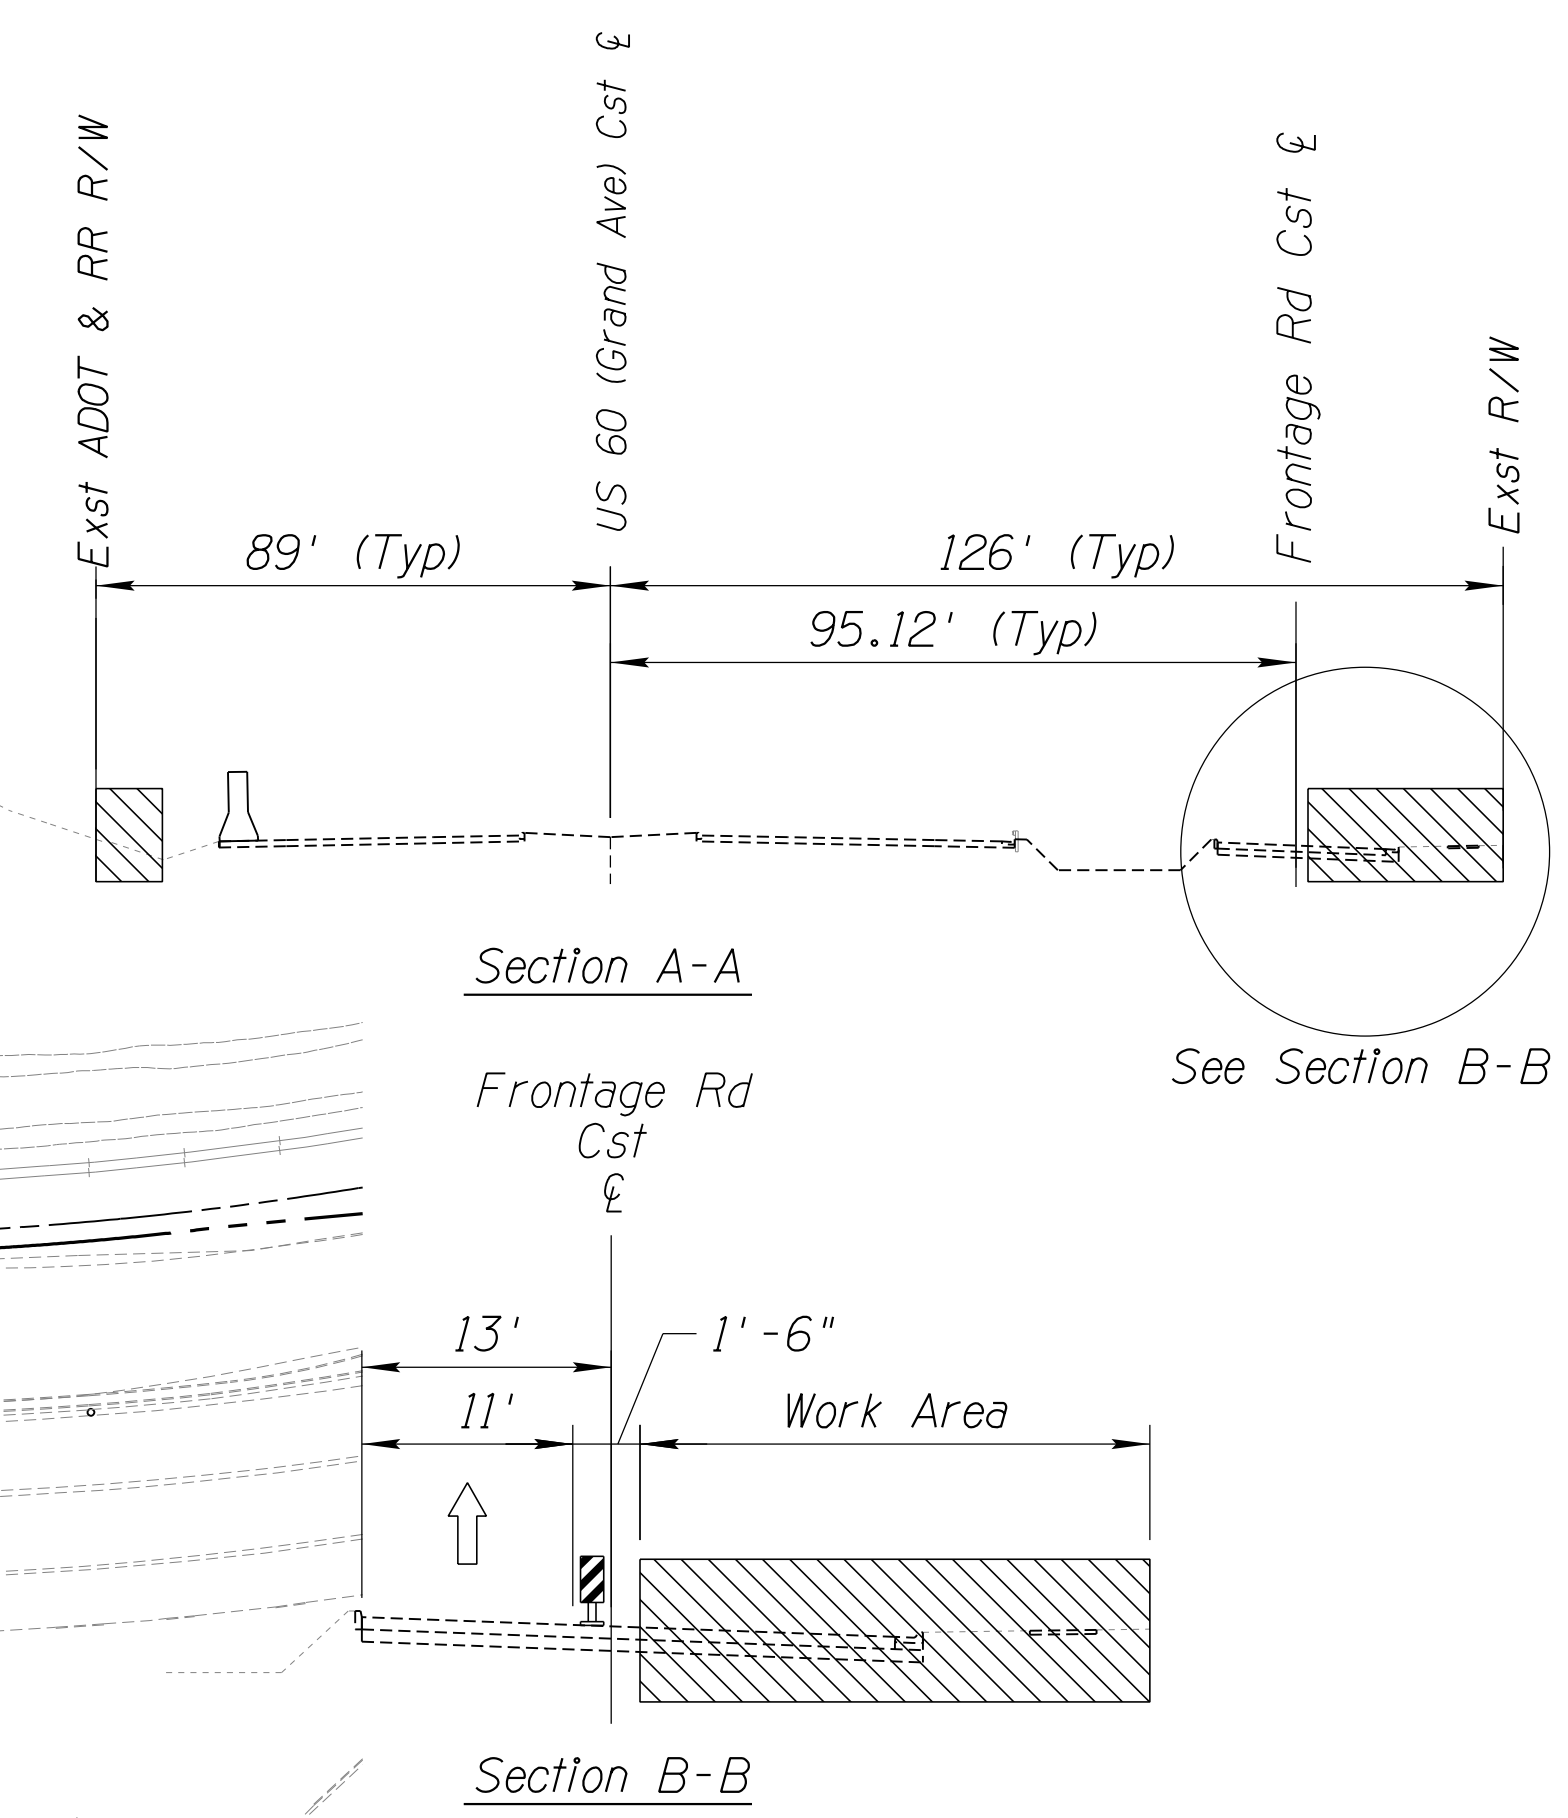 Exst ADOT & RR R/W
US 60 (Grand Ave) Cst ℄
Frontage Rd Cst ℄
Exst R/W
89' (Typ)
126' (Typ)
95.12' (Typ)
Section A-A
See Section B-B
Frontage Rd
Cst
℄
13'
1'-6"
11'
Work Area
Section B-B